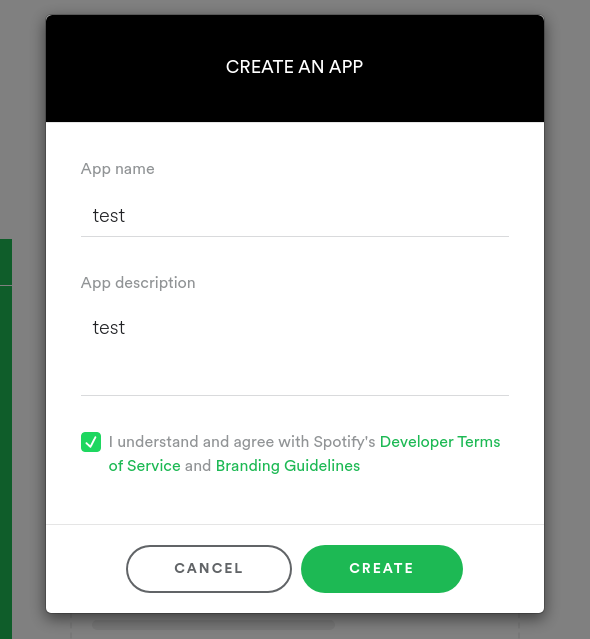 CREATE AN APP
App name
test
App description
test
I understand and agree with Spotify's Developer Terms
of Service and Branding Guidelines
CANCEL CREATE